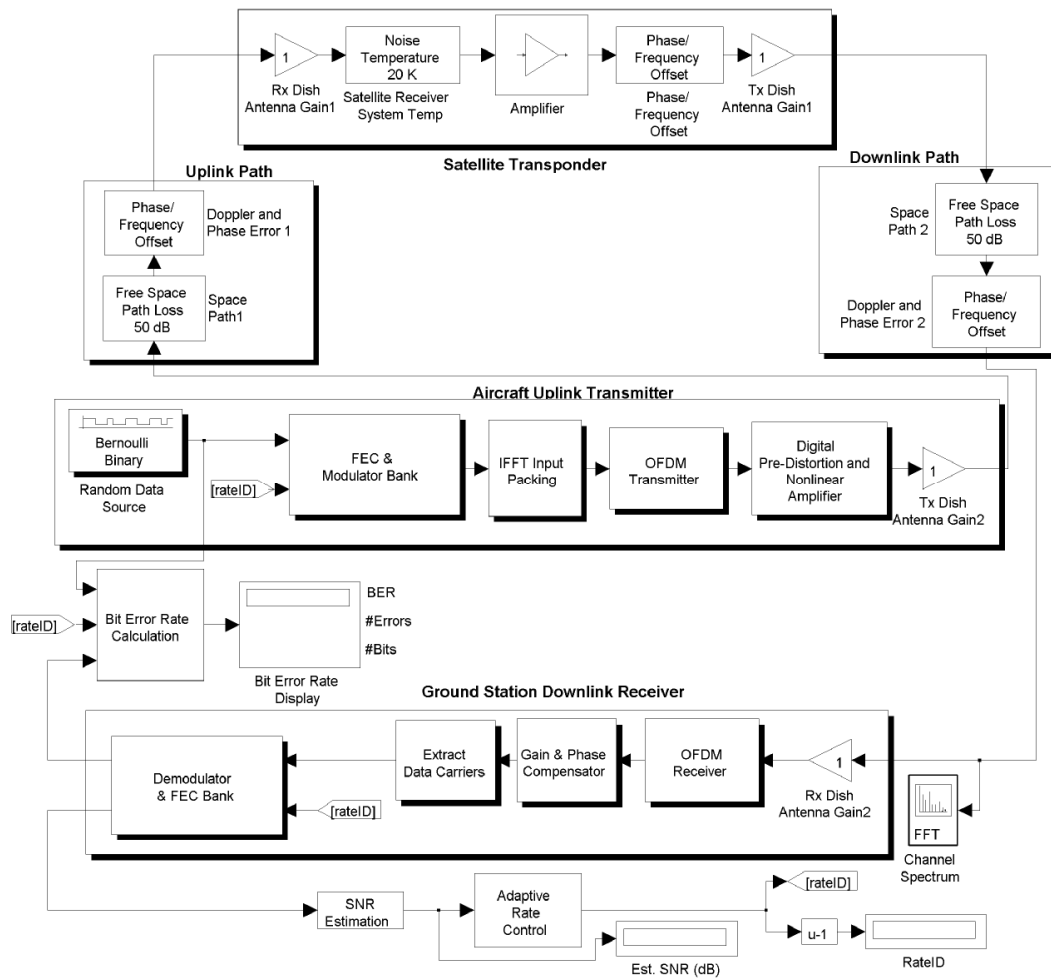 1
Rx Dish
Antenna Gain1
Noise
Temperature
20 K
Satellite Receiver
System Temp
Amplifier
Phase/
Frequency
Offset
Phase/
Frequency
Offset
1
Tx Dish
Antenna Gain1
Satellite Transponder
Uplink Path
Phase/
Frequency
Offset
Doppler and
Phase Error 1
Free Space
Path Loss
50 dB
Space
Path1
Downlink Path
Space
Path 2
Free Space
Path Loss
50 dB
Doppler and
Phase Error 2
Phase/
Frequency
Offset
Aircraft Uplink Transmitter
Bernoulli
Binary
Random Data
Source
[rateID]
FEC &
Modulator Bank
IFFT Input
Packing
OFDM
Transmitter
Digital
Pre-Distortion and
Nonlinear
Amplifier
1
Tx Dish
Antenna Gain2
[rateID]
Bit Error Rate
Calculation
BER
#Errors
#Bits
Bit Error Rate
Display
Ground Station Downlink Receiver
Demodulator
& FEC Bank
[rateID]
Extract
Data Carriers
Gain & Phase
Compensator
OFDM
Receiver
1
Rx Dish
Antenna Gain2
FFT
Channel
Spectrum
SNR
Estimation
Adaptive
Rate
Control
[rateID]
Est. SNR (dB)
u-1
RateID